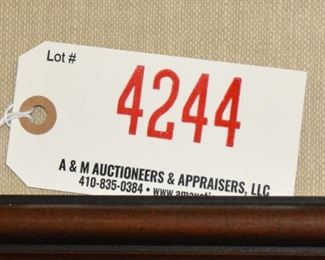 Lot #
4244
A & M AUCTIONEERS & APPRAISERS, LLC
410-835-0384 •